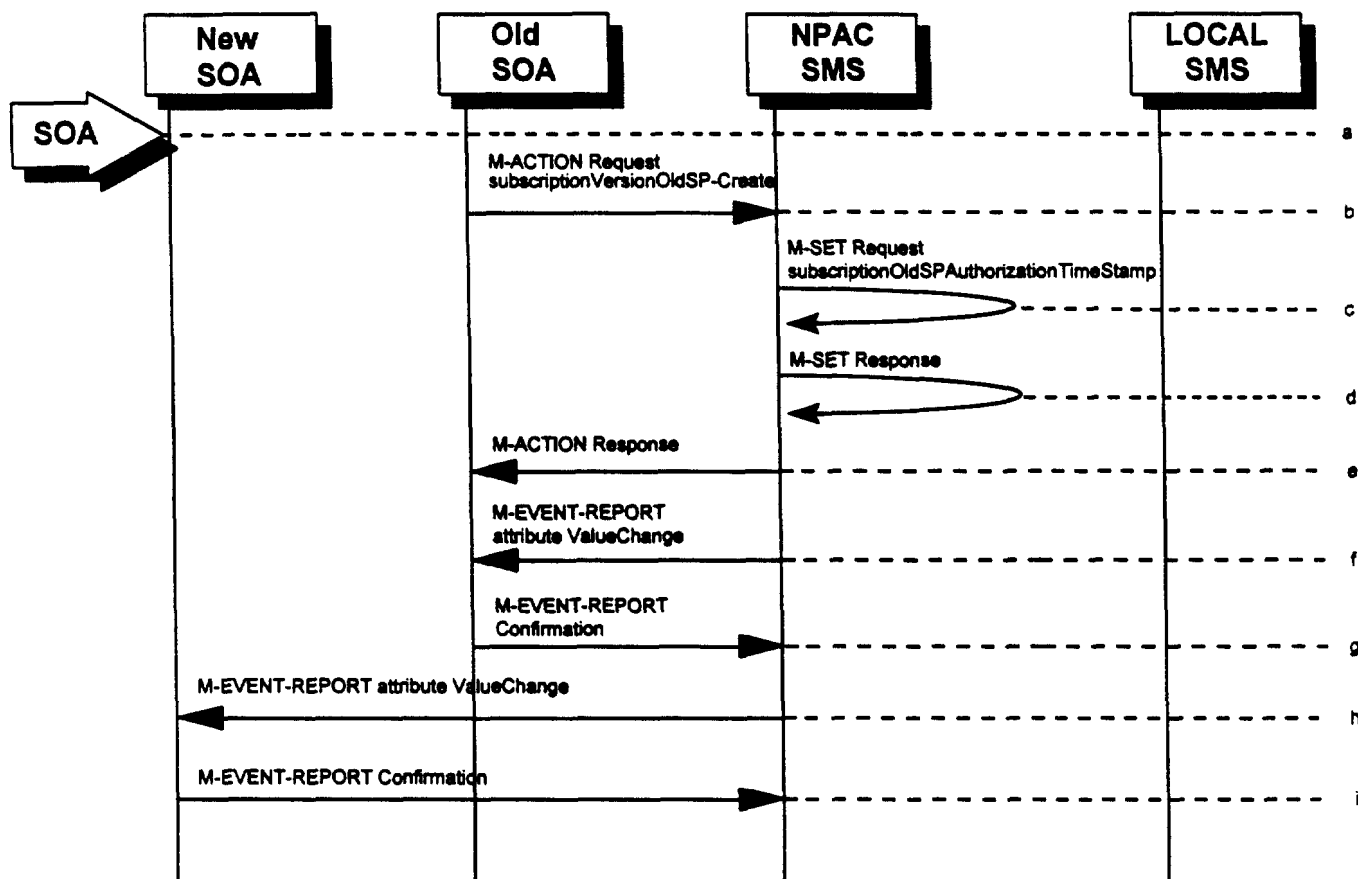 New
SOA
Old
SOA
NPAC
SMS
LOCAL
SMS
SOA
a
M-ACTION Request
subscriptionVersionOldSP-Create
b
M-SET Request
subscriptionOldSPAuthorizationTimeStamp
c
M-SET Response
d
M-ACTION Response
e
M-EVENT-REPORT
attribute ValueChange
f
M-EVENT-REPORT
Confirmation
g
M-EVENT-REPORT attribute ValueChange
h
M-EVENT-REPORT Confirmation
i